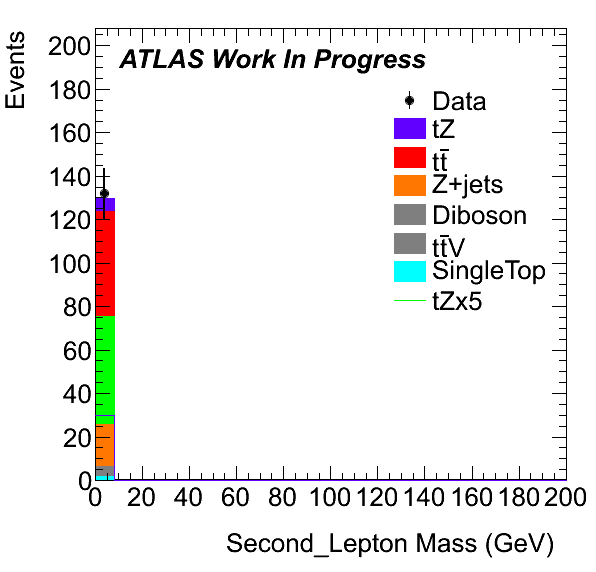 Events
200
180
160
140
120
100
80
60
40
20
0
ATLAS Work In Progress
Data
tZ
tt̄
Z+jets
Diboson
tt̄V
SingleTop
tZx5
0 20 40 60 80 100 120 140 160 180 200
Second_Lepton Mass (GeV)